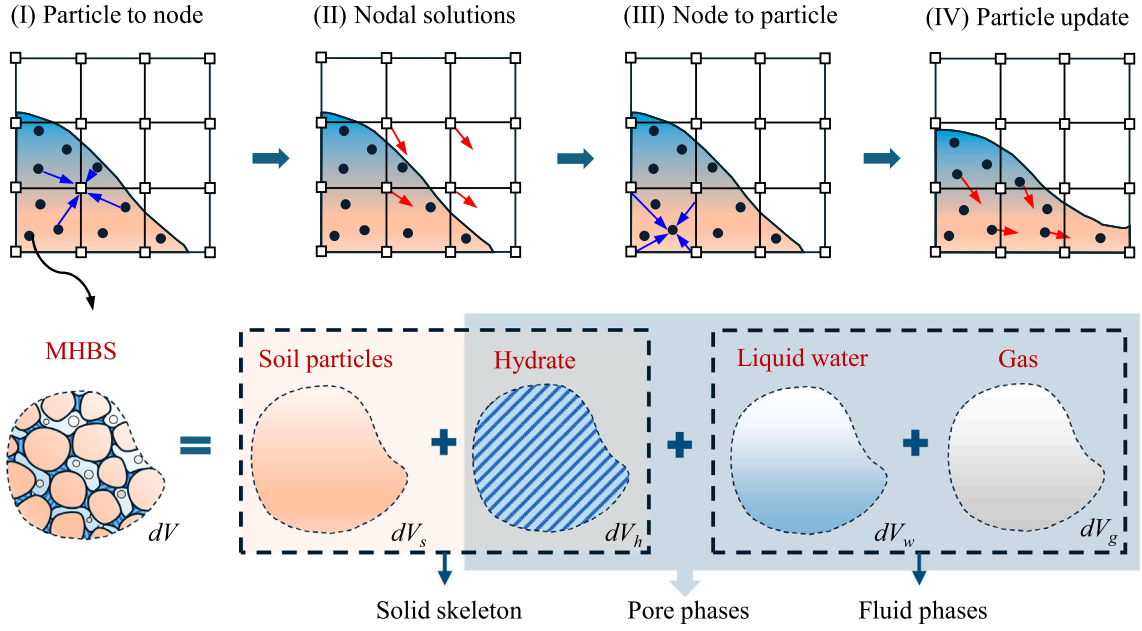 (I) Particle to node
(II) Nodal solutions
(III) Node to particle
(IV) Particle update
MHBS
Soil particles
Hydrate
Liquid water
Gas
=
+
+
+
dV
dV_s
dV_h
dV_w
dV_g
Solid skeleton
Pore phases
Fluid phases